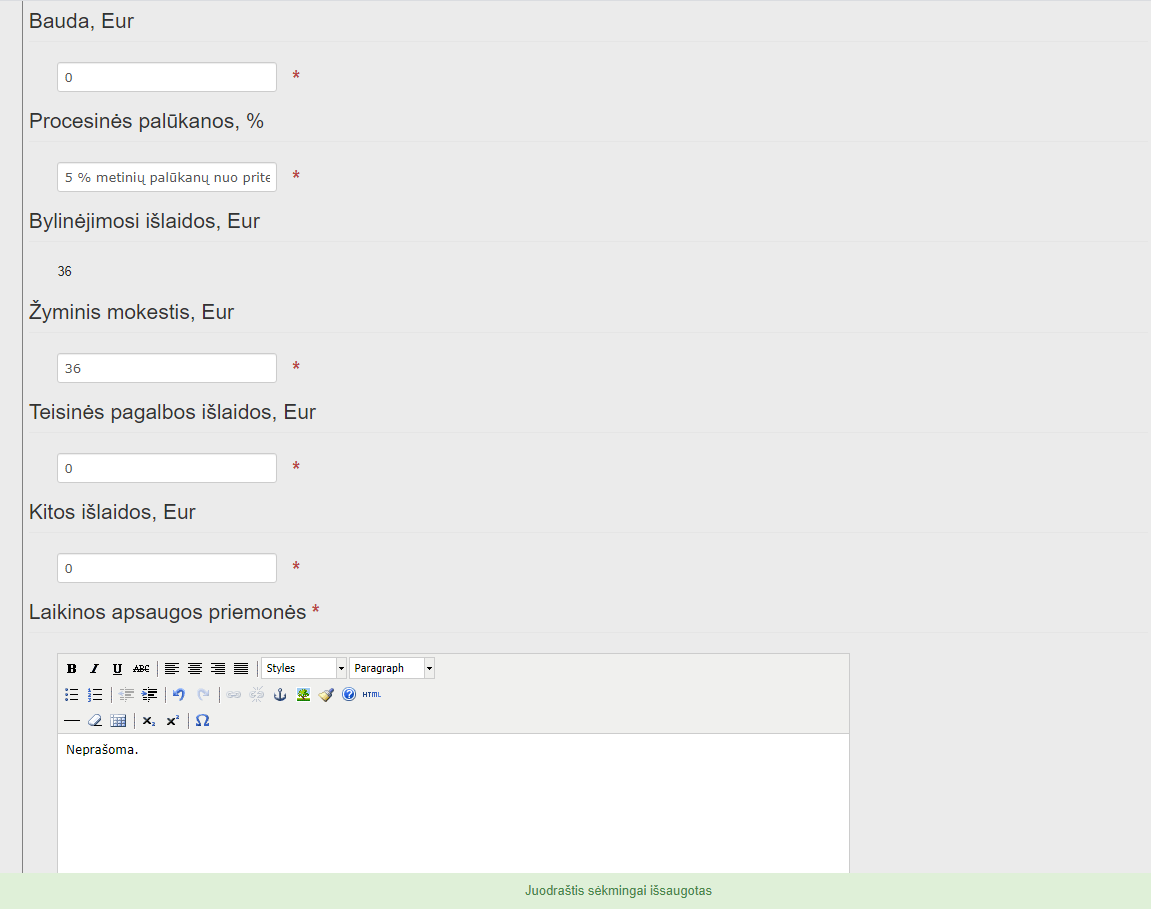 Bauda, Eur
0 *
Procesinės palūkanos, %
5 % metinių palūkanų nuo prite *
Bylinėjimosi išlaidos, Eur
36
Žyminis mokestis, Eur
36 *
Teisinės pagalbos išlaidos, Eur
0 *
Kitos išlaidos, Eur
0 *
Laikinos apsaugos priemonės *
B I U ABC Styles Paragraph
HTML
x₂ x² Ω
Neprašoma.
Juodraštis sėkmingai išsaugotas